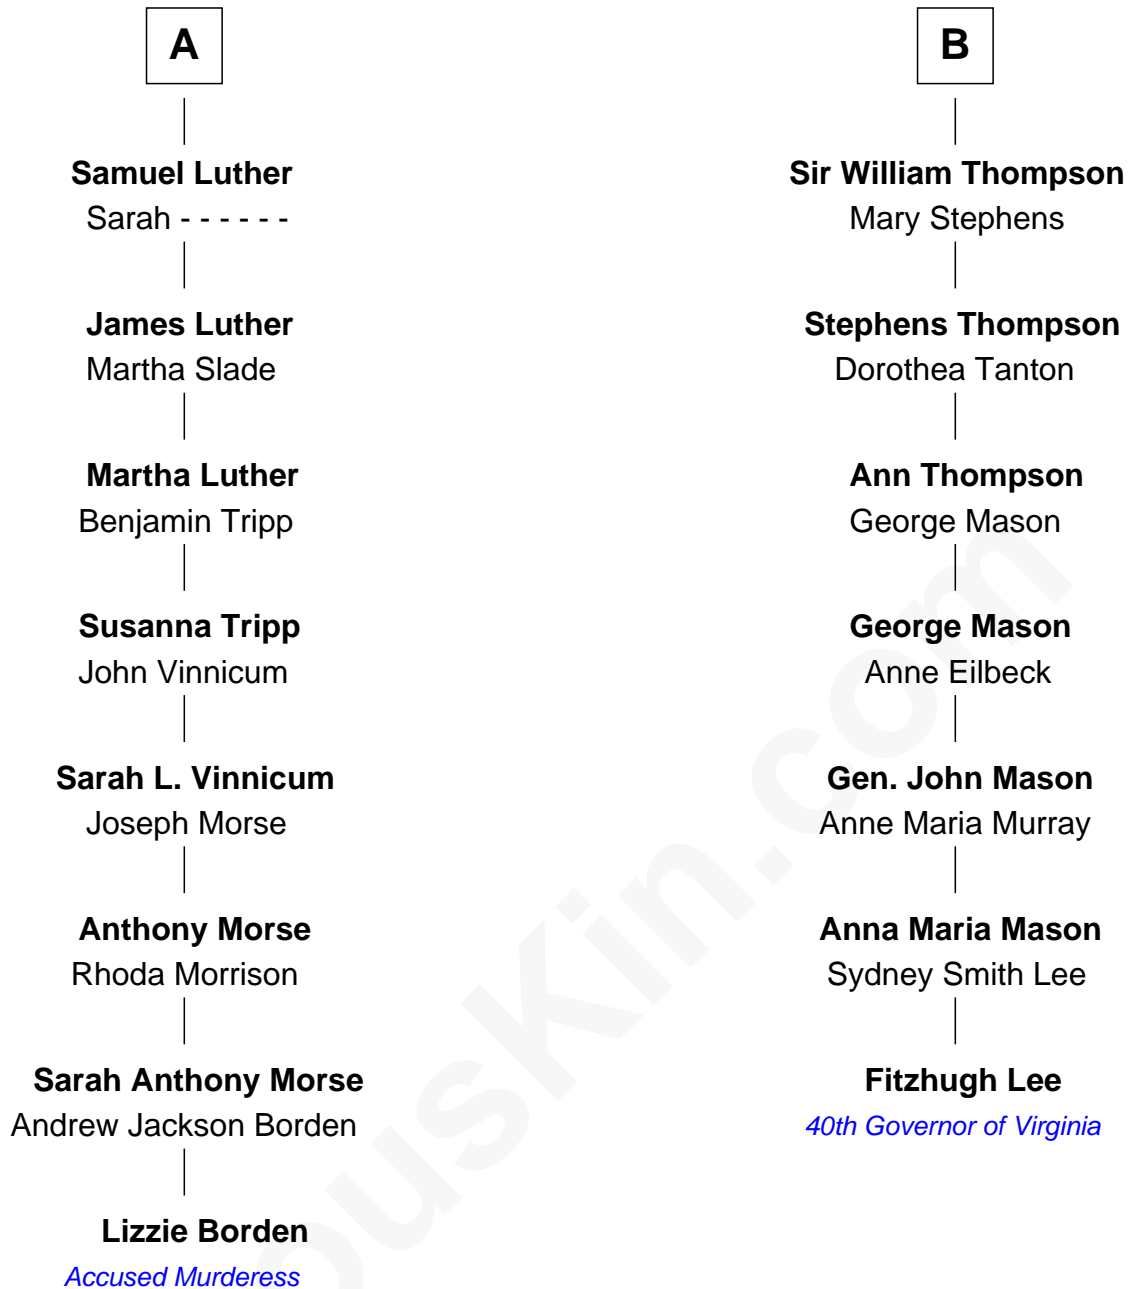 A
Samuel Luther
Sarah - - - - - -
James Luther
Martha Slade
Martha Luther
Benjamin Tripp
Susanna Tripp
John Vinnicum
Sarah L. Vinnicum
Joseph Morse
Anthony Morse
Rhoda Morrison
Sarah Anthony Morse
Andrew Jackson Borden
Lizzie Borden
Accused Murderess
B
Sir William Thompson
Mary Stephens
Stephens Thompson
Dorothea Tanton
Ann Thompson
George Mason
George Mason
Anne Eilbeck
Gen. John Mason
Anne Maria Murray
Anna Maria Mason
Sydney Smith Lee
Fitzhugh Lee
40th Governor of Virginia
ousKin.com